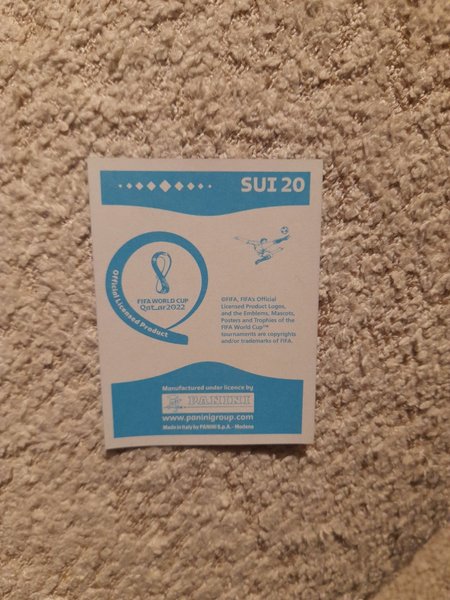 SUI 20
Official Licensed Product
FIFA WORLD CUP
Qatar2022
©FIFA, FIFA's Official
Licensed Product Logos,
and the Emblems, Mascots,
Posters and Trophies of the
FIFA World Cup™
tournaments are copyrights
and/or trademarks of FIFA.
Manufactured under licence by
PANINI
www.paninigroup.com
Made in Italy by PANINI S.p.A. - Modena